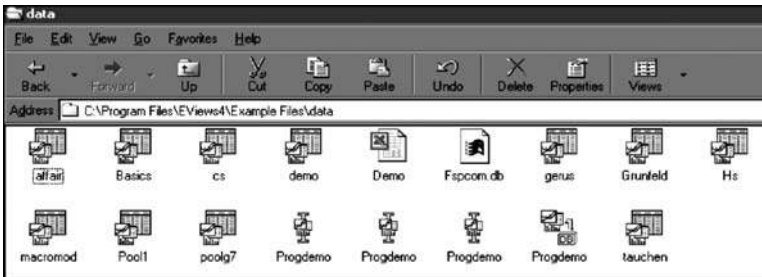 data
File Edit View Go Favorites Help
Back Forward Up Cut Copy Paste Undo Delete Properties Views
Address C:\Program Files\EViews4\Example Files\data
affair Basics cs demo Demo Fspcom.db gerus Grunfeld Hs
macromod Pool1 poolg7 Progdemo Progdemo Progdemo Progdemo tauchen